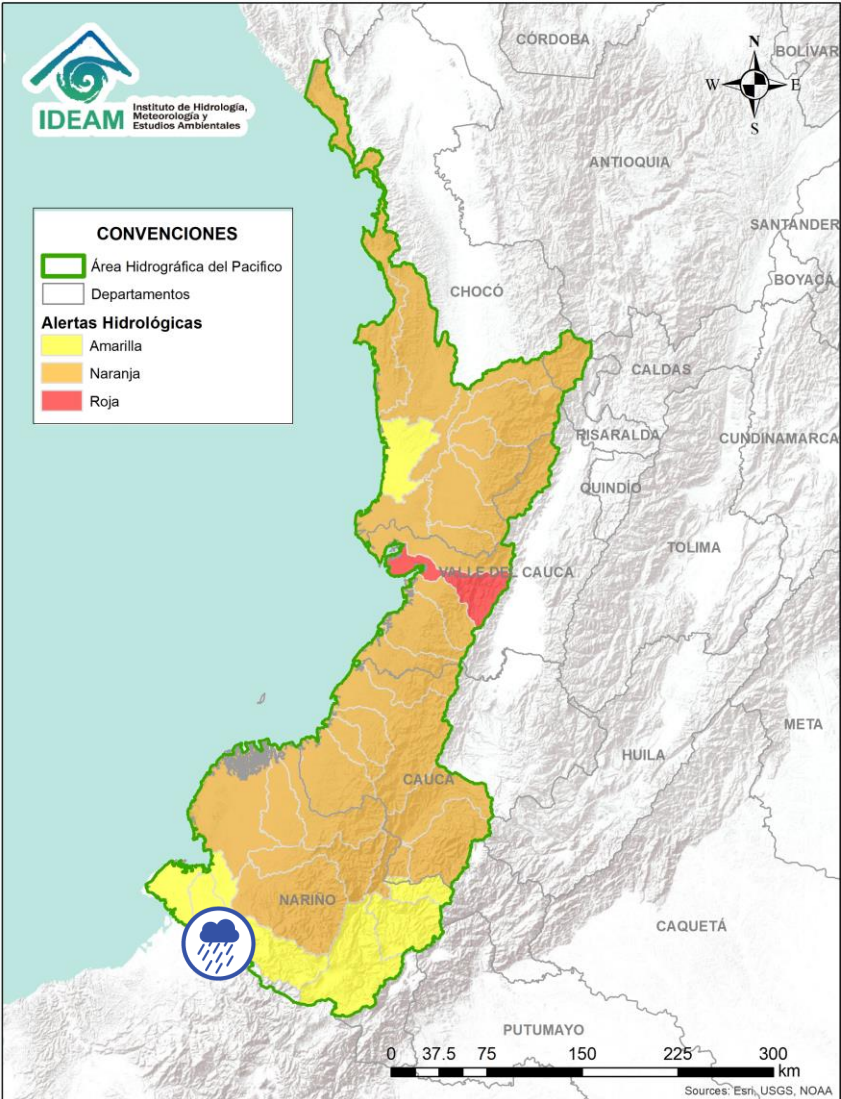 IDEAM
Instituto de Hidrología,
Meteorología y
Estudios Ambientales
CÓRDOBA
BOLÍVAR
N
W
E
S
ANTIOQUIA
SANTANDER
BOYACÁ
CONVENCIONES
Área Hidrográfica del Pacifico
Departamentos
Alertas Hidrológicas
Amarilla
Naranja
Roja
CHOCÓ
CALDAS
RISARALDA
CUNDINAMARCA
QUINDÍO
TOLIMA
VALLE DEL CAUCA
META
HUILA
CAUCA
NARIÑO
CAQUETÁ
PUTUMAYO
0 37.5 75 150 225 300
km
Sources: Esri, USGS, NOAA